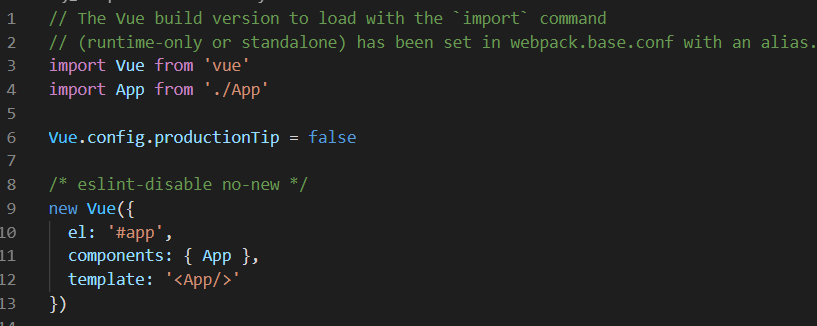 1 // The Vue build version to load with the `import` command
2 // (runtime-only or standalone) has been set in webpack.base.conf with an alias.
3 import Vue from 'vue'
4 import App from './App'
5
6 Vue.config.productionTip = false
7
8 /* eslint-disable no-new */
9 new Vue({
10 el: '#app',
11 components: { App },
12 template: '<App/>'
13 })
14